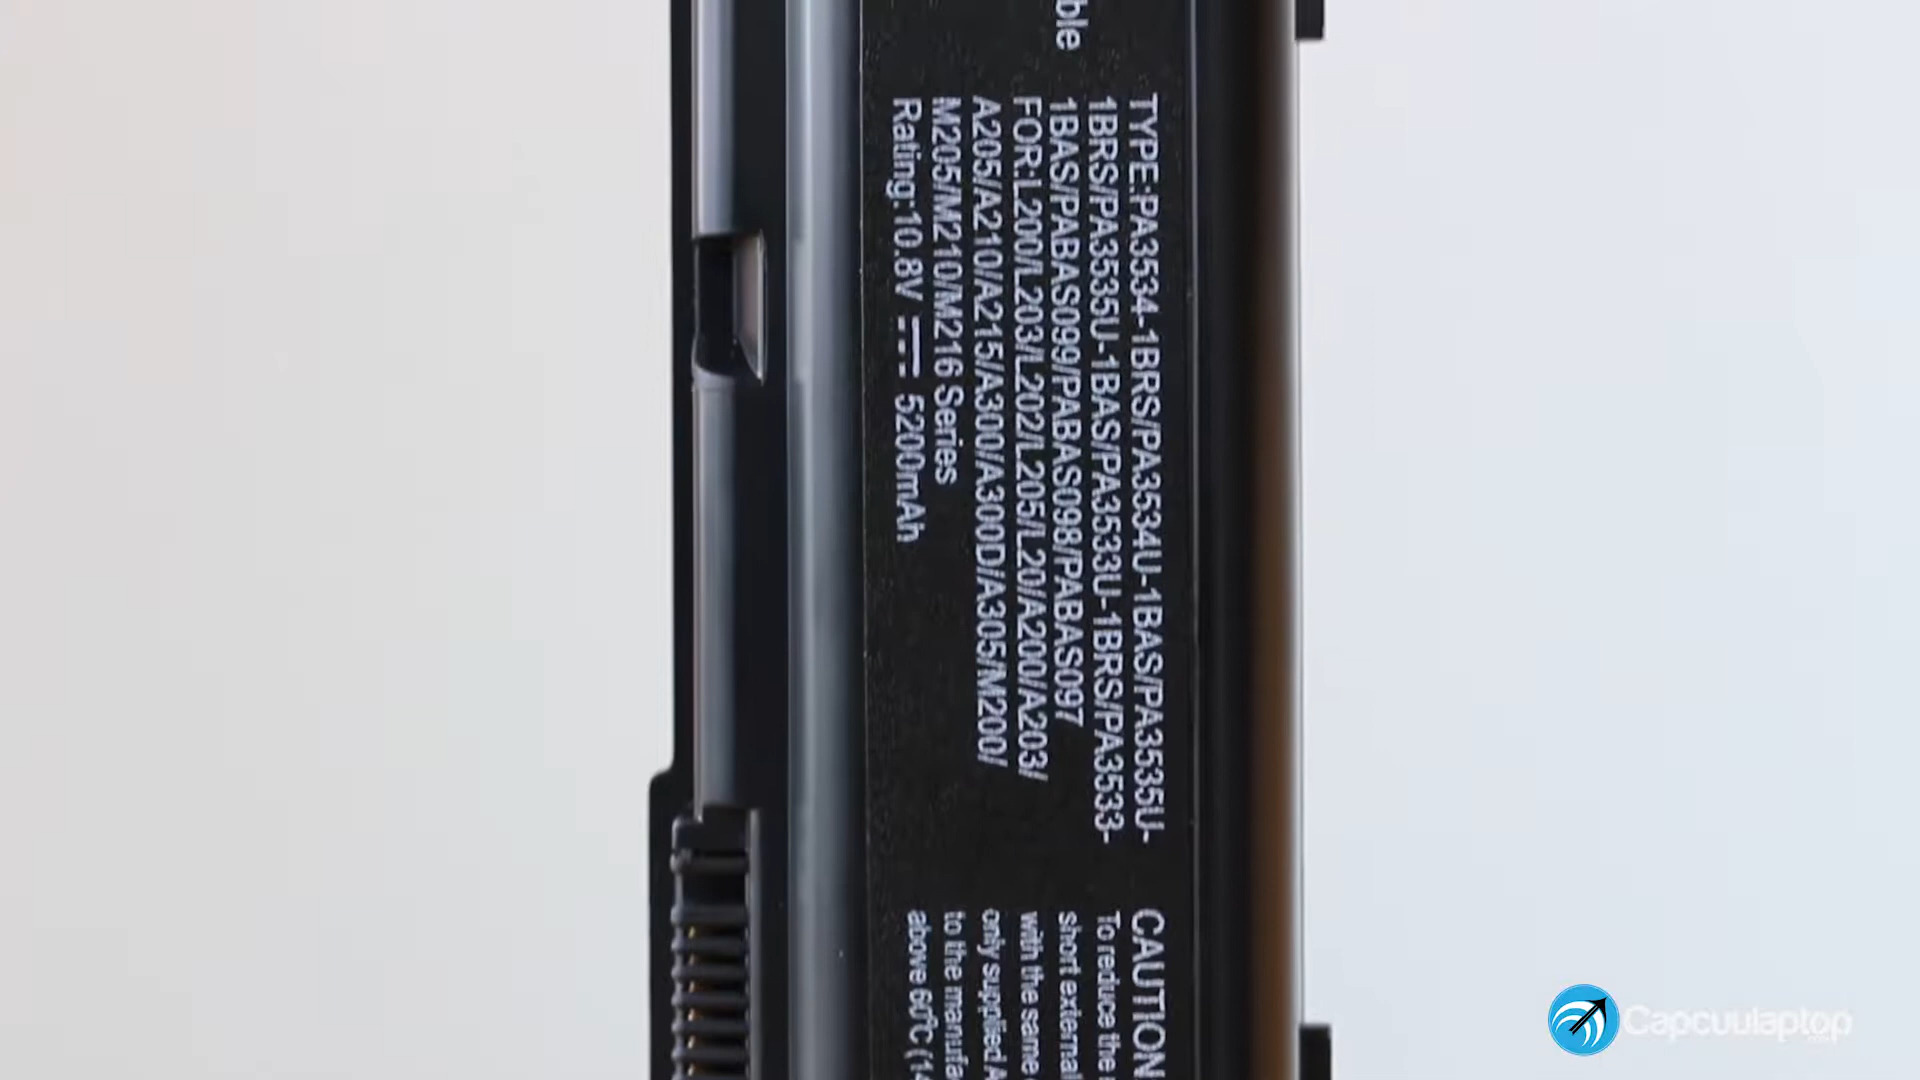 ble
TYPE:PA3534-1BRS/PA3534U-1BAS/PA3535U-
1BRS/PA3535U-1BAS/PA3533U-1BRS/PA3533-
1BAS/PABAS099/PABAS098/PABAS097
FOR:L200/L203/L202/L205/L20/A200/A203/
A205/A210/A215/A300/A300D/A305/M200/
M205/M210/M216 Series
Rating:10.8V 5200mAh
CAUTION
To reduce the
short external
with the same
only supplied A
to the manufa
above 60°C (14
Capcuulaptop